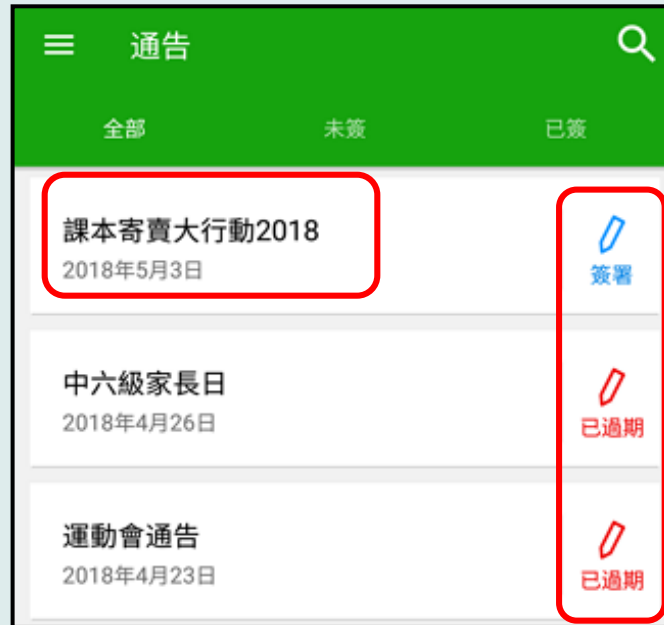 通告
全部 未簽 已簽
課本寄賣大行動2018
2018年5月3日
簽署
中六級家長日
2018年4月26日
已過期
運動會通告
2018年4月23日
已過期